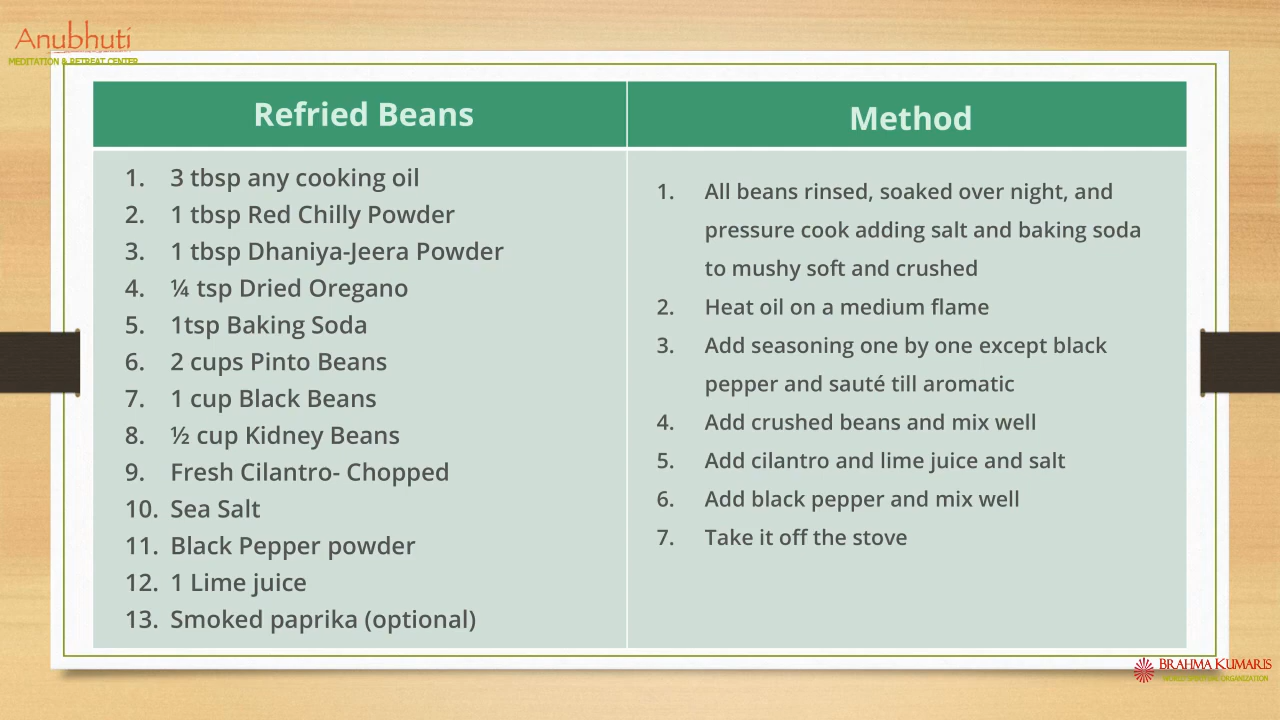 Anubhuti
MEDITATION & RETREAT CENTER
Refried Beans
1. 3 tbsp any cooking oil
2. 1 tbsp Red Chilly Powder
3. 1 tbsp Dhaniya-Jeera Powder
4. ¼ tsp Dried Oregano
5. 1tsp Baking Soda
6. 2 cups Pinto Beans
7. 1 cup Black Beans
8. ½ cup Kidney Beans
9. Fresh Cilantro- Chopped
10. Sea Salt
11. Black Pepper powder
12. 1 Lime juice
13. Smoked paprika (optional)
Method
1. All beans rinsed, soaked over night, and
pressure cook adding salt and baking soda
to mushy soft and crushed
2. Heat oil on a medium flame
3. Add seasoning one by one except black
pepper and sauté till aromatic
4. Add crushed beans and mix well
5. Add cilantro and lime juice and salt
6. Add black pepper and mix well
7. Take it off the stove
BRAHMA KUMARIS
WORLD SPIRITUAL ORGANIZATION